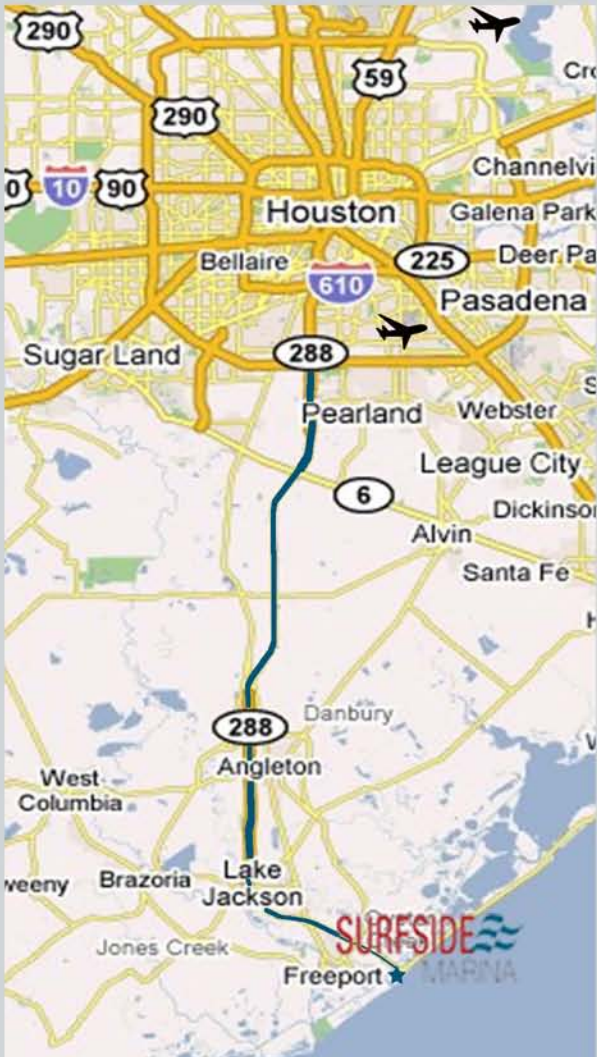 290
59
Cro
290
Channelvi
0
10
90
Houston
Galena Park
Bellaire
225
Deer Pa
610
Pasadena
Sugar Land
288
S
Pearland
Webster
League City
6
Dickinso
Alvin
Santa Fe
H
Danbury
288
Angleton
West
Columbia
Lake
Jackson
weeny
Brazoria
SURFSIDE
Jones Creek
Freeport
MARINA